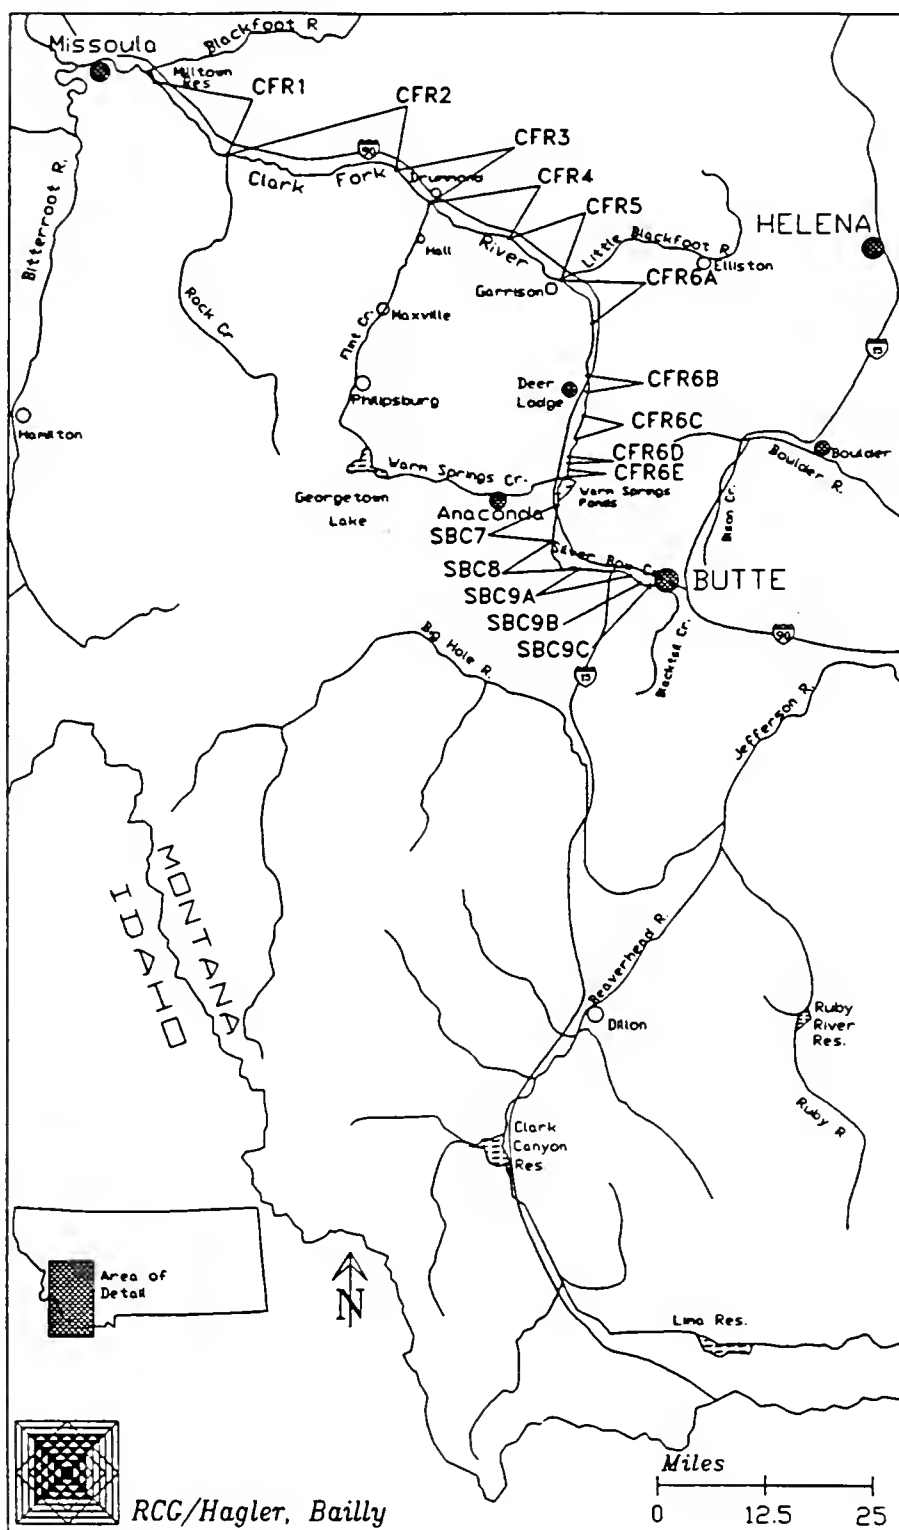 Missoula
Blackfoot R
Milltown
Res
CFR1
CFR2
CFR3
90
Clark Fork
River
Drummond
CFR4
CFR5
Bitterroot R.
Hall
Little Blackfoot R
HELENA
Elliston
CFR6A
Garrison
Rock Cr
Flint Cr.
Maxville
15
Philipsburg
Deer
Lodge
CFR6B
CFR6C
Hamilton
CFR6D
CFR6E
Boulder
Boulder R.
Warm Springs Cr.
Warm Springs
Ponds
Georgetown
Lake
Anaconda
Bison Cr.
SBC7
Silver Bow Cr.
SBC8
SBC9A
BUTTE
SBC9B
SBC9C
Blacktail Cr.
90
Big Hole R.
15
Jefferson R.
MONTANA
IDAHO
Beaverhead R.
Dillon
Ruby
River
Res.
Ruby R
Clark
Canyon
Res
Area of
Detail
N
Lima Res.
Miles
0 12.5 25
RCG/Hagler, Bailly